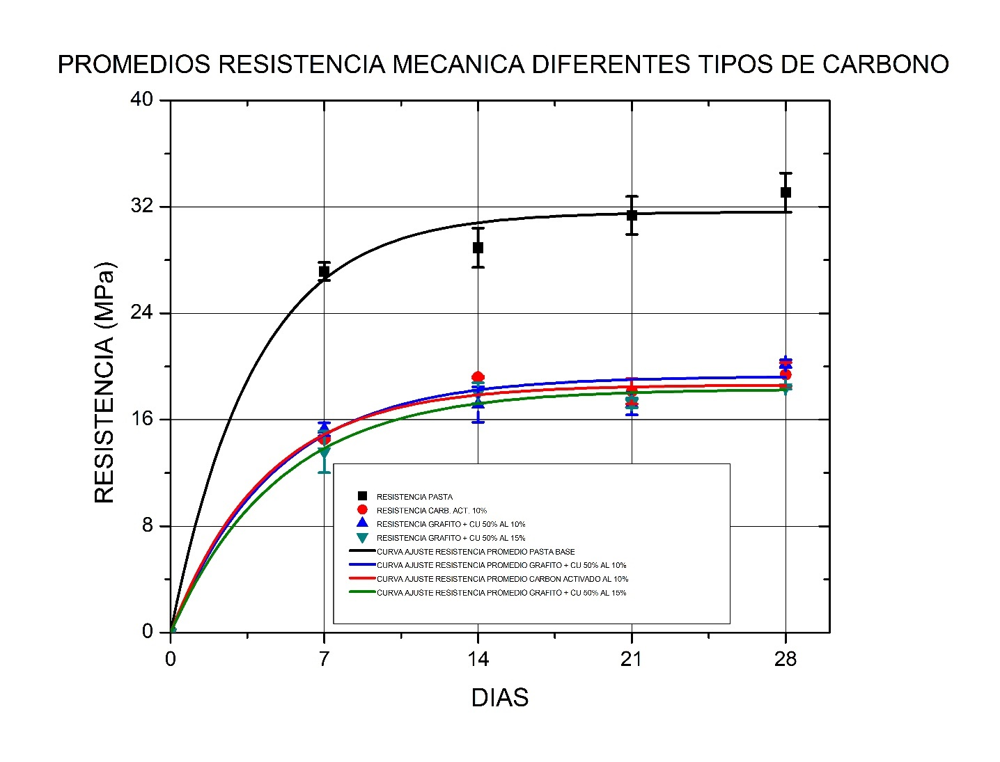 PROMEDIOS RESISTENCIA MECANICA DIFERENTES TIPOS DE CARBONO
40
32
24
16
8
0
RESISTENCIA (MPa)
RESISTENCIA PASTA
RESISTENCIA CARB. ACT. 10%
RESISTENCIA GRAFITO + CU 50% AL 10%
RESISTENCIA GRAFITO + CU 50% AL 15%
CURVA AJUSTE RESISTENCIA PROMEDIO PASTA BASE
CURVA AJUSTE RESISTENCIA PROMEDIO GRAFITO + CU 50% AL 10%
CURVA AJUSTE RESISTENCIA PROMEDIO CARBON ACTIVADO AL 10%
CURVA AJUSTE RESISTENCIA PROMEDIO GRAFITO + CU 50% AL 15%
0 7 14 21 28
DIAS